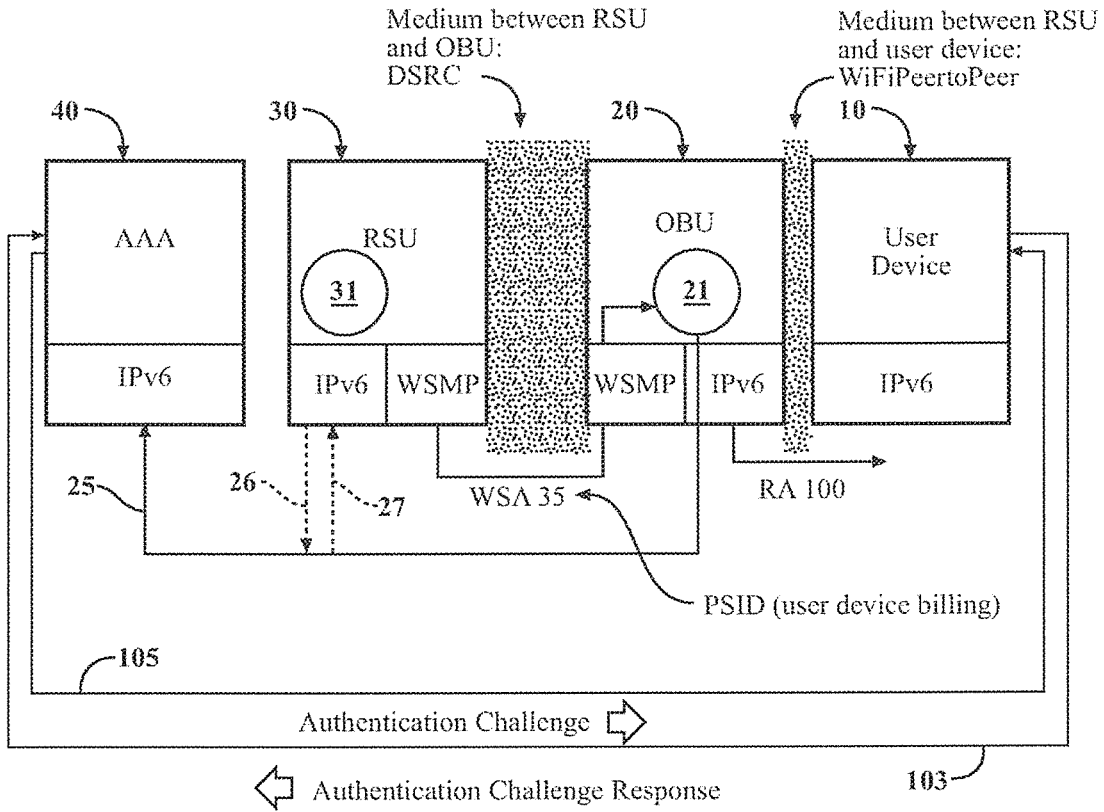 Medium between RSU
and OBU:
DSRC
Medium between RSU
and user device:
WiFiPeertoPeer
40
30
20
10
AAA
RSU
OBU
User
Device
31
21
IPv6
IPv6
WSMP
WSMP
IPv6
IPv6
25
26
27
WSA 35
RA 100
PSID (user device billing)
105
Authentication Challenge
103
Authentication Challenge Response